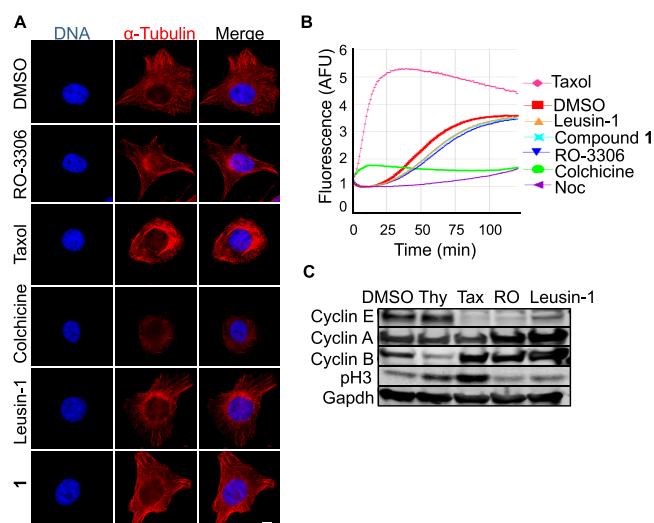 A
DNA α-Tubulin Merge
DMSO
RO-3306
Taxol
Colchicine
Leusin-1
1
B
Fluorescence (AFU)
6
5
4
3
2
1
0
0 25 50 75 100
Time (min)
Taxol
DMSO
Leusin-1
Compound 1
RO-3306
Colchicine
Noc
C
DMSO Thy Tax RO Leusin-1
Cyclin E
Cyclin A
Cyclin B
pH3
Gapdh